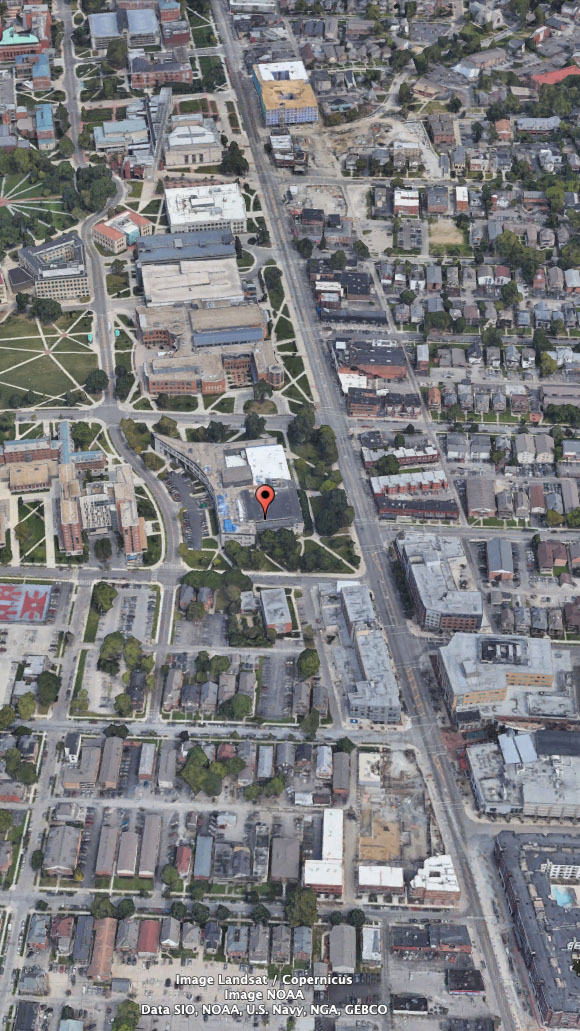 Image Landsat / Copernicus
Image NOAA
Data SIO, NOAA, U.S. Navy, NGA, GEBCO